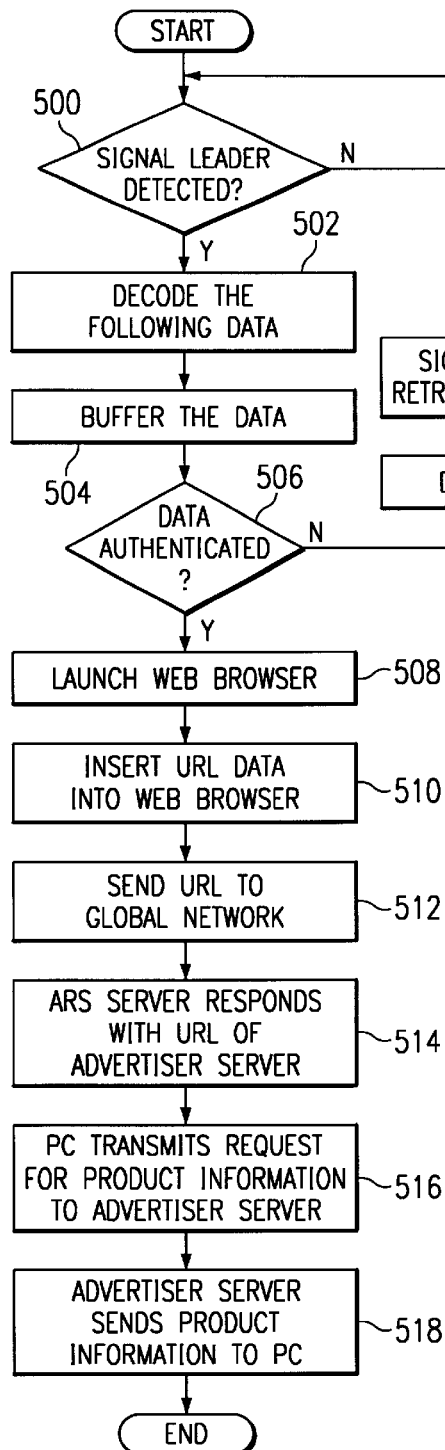 START
500
SIGNAL LEADER
DETECTED?
N
Y
502
DECODE THE
FOLLOWING DATA
BUFFER THE DATA
504
506
DATA
AUTHENTICATED
?
N
Y
LAUNCH WEB BROWSER
508
INSERT URL DATA
INTO WEB BROWSER
510
SEND URL TO
GLOBAL NETWORK
512
ARS SERVER RESPONDS
WITH URL OF
ADVERTISER SERVER
514
PC TRANSMITS REQUEST
FOR PRODUCT INFORMATION
TO ADVERTISER SERVER
516
ADVERTISER SERVER
SENDS PRODUCT
INFORMATION TO PC
518
END